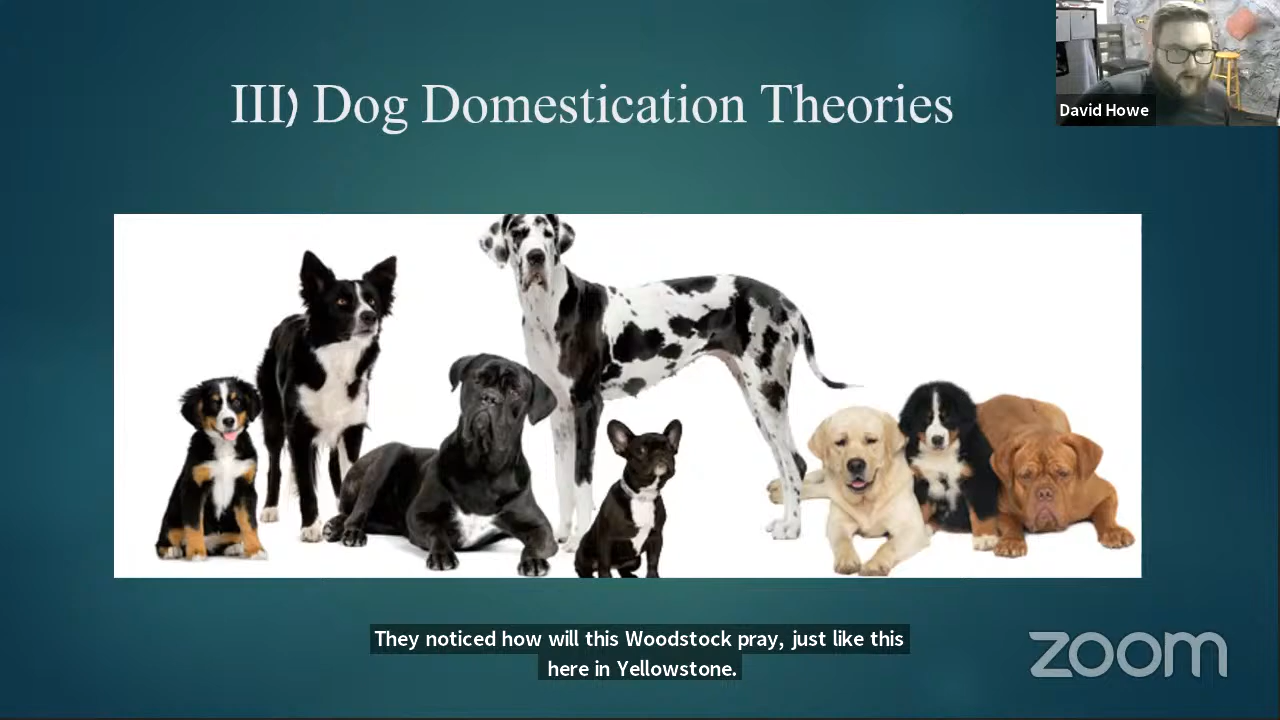 III) Dog Domestication Theories
David Howe
They noticed how will this Woodstock pray, just like this
here in Yellowstone.
zoom